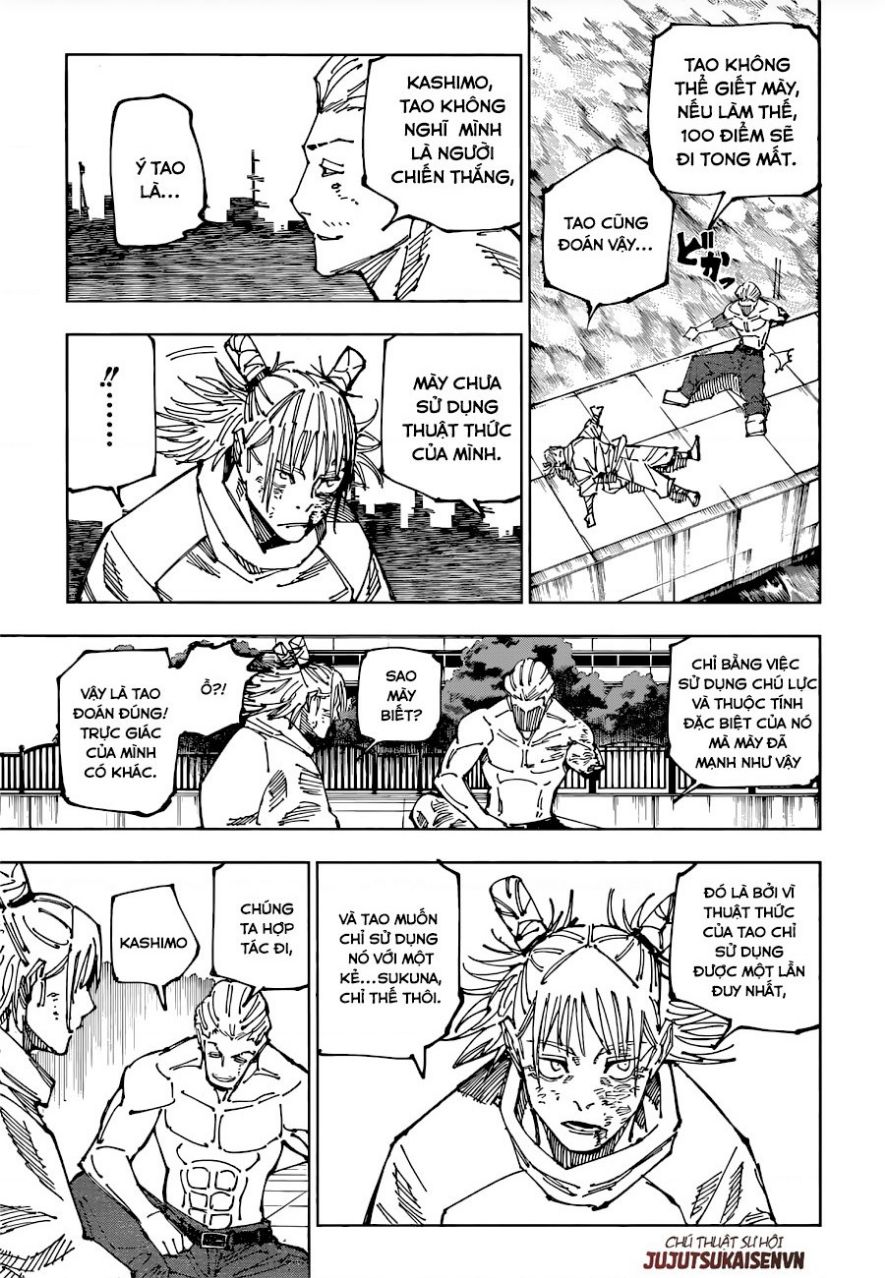 TAO KHÔNG
THỂ GIẾT MÀY,
NẾU LÀM THẾ,
100 ĐIỂM SẼ
ĐI TONG MẤT.
TAO CŨNG
ĐOÁN VẬY...
ビガッ
KASHIMO,
TAO KHÔNG
NGHĨ MÌNH
LÀ NGƯỜI
CHIẾN THẮNG,
Ý TAO
LÀ...
MÀY CHƯA
SỬ DỤNG
THUẬT THỨC
CỦA MÌNH.
!!
CHỈ BẰNG VIỆC
SỬ DỤNG CHÚ LỰC
VÀ THUỘC TÍNH
ĐẶC BIỆT CỦA NÓ
MÀ MÀY ĐÃ
MẠNH NHƯ VẬY
SAO
MÀY
BIẾT?
Ồ?!
VẬY LÀ TAO
ĐOÁN ĐÚNG!
TRỰC GIÁC
CỦA MÌNH
CÓ KHÁC.
ĐÓ LÀ BỞI VÌ
THUẬT THỨC
CỦA TAO CHỈ
SỬ DỤNG
ĐƯỢC MỘT LẦN
DUY NHẤT,
VÀ TAO MUỐN
CHỈ SỬ DỤNG
NÓ VỚI MỘT
KẺ...SUKUNA,
CHỈ THẾ THÔI.
CHÚNG
TA HỢP
TÁC ĐI,
KASHIMO
CHÚ THUẬT SƯ HỘI
JUJUTSUKAISENVN